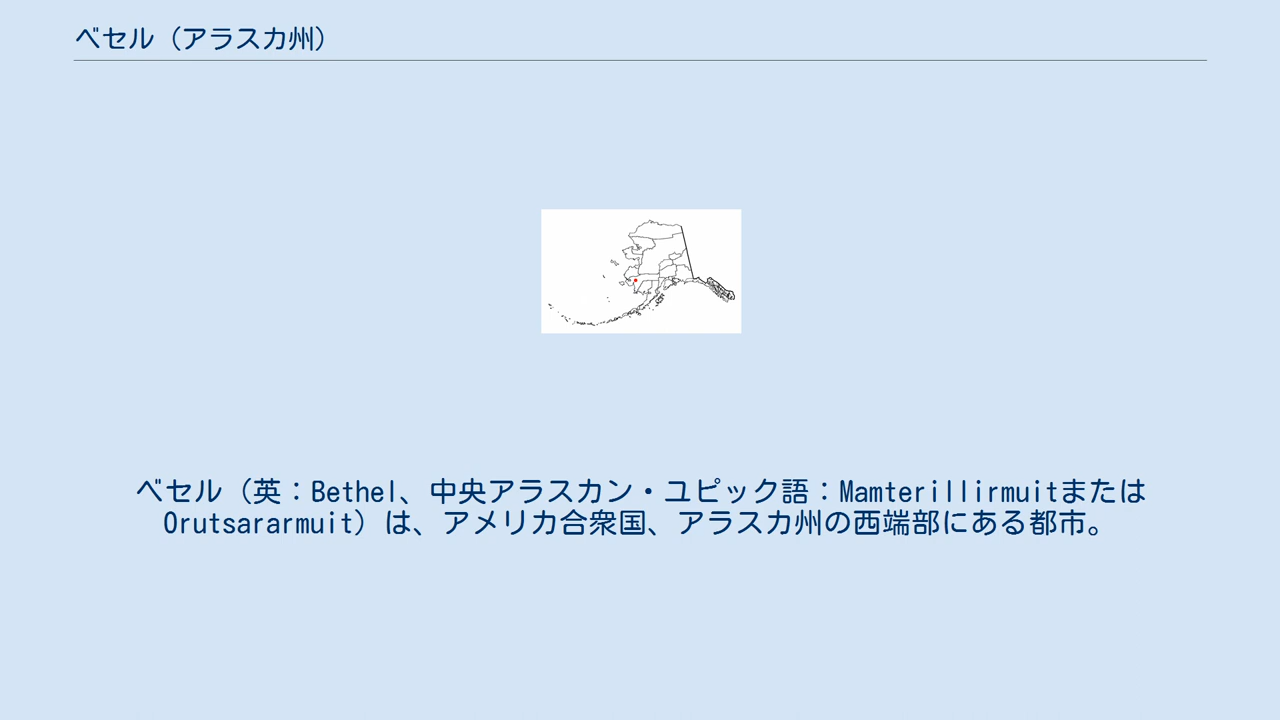 ベセル（アラスカ州）
ベセル（英：Bethel、中央アラスカン・ユピック語：Mamterillirmuitまたは
Orutsararmuit）は、アメリカ合衆国、アラスカ州の西端部にある都市。